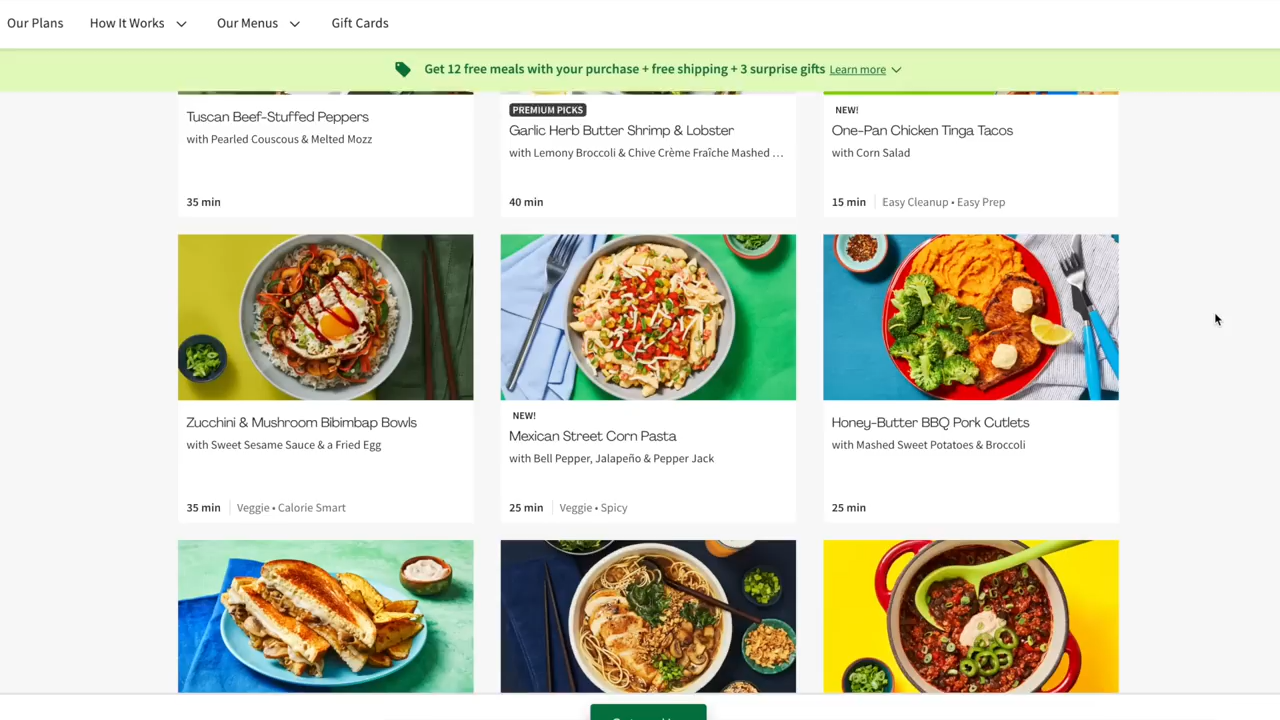 Our Plans
How It Works
Our Menus
Gift Cards
Get 12 free meals with your purchase + free shipping + 3 surprise gifts Learn more
Tuscan Beef-Stuffed Peppers
with Pearled Couscous & Melted Mozz
35 min
PREMIUM PICKS
Garlic Herb Butter Shrimp & Lobster
with Lemony Broccoli & Chive Crème Fraîche Mashed ...
40 min
NEW!
One-Pan Chicken Tinga Tacos
with Corn Salad
15 min Easy Cleanup • Easy Prep
Zucchini & Mushroom Bibimbap Bowls
with Sweet Sesame Sauce & a Fried Egg
35 min Veggie • Calorie Smart
NEW!
Mexican Street Corn Pasta
with Bell Pepper, Jalapeño & Pepper Jack
25 min Veggie • Spicy
Honey-Butter BBQ Pork Cutlets
with Mashed Sweet Potatoes & Broccoli
25 min